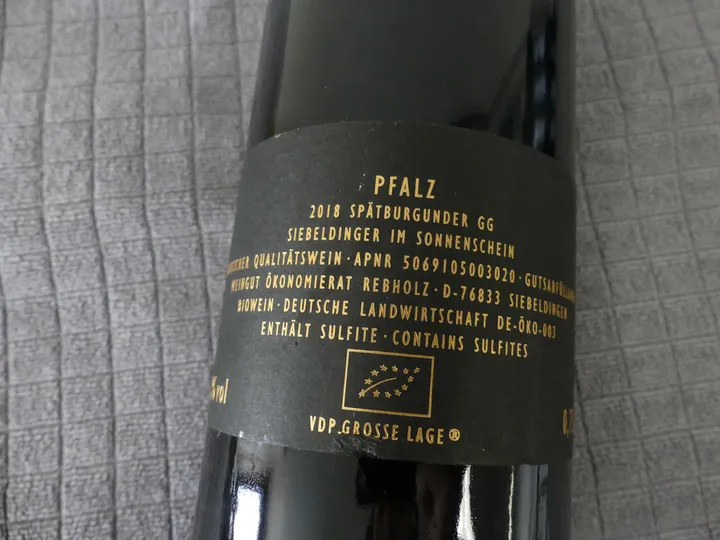 PFALZ
2018 SPÄTBURGUNDER GG
SIEBELDINGER IM SONNENSCHEIN
QUALITÄTSWEIN · APNR 5069105003020 · GUTSABFÜLLUNG
WEINGUT ÖKONOMIERAT REBHOLZ · D-76833 SIEBELDINGEN
BIOWEIN · DEUTSCHE LANDWIRTSCHAFT DE-ÖKO-003
ENTHÄLT SULFITE · CONTAINS SULFITES
%vol
VDP.GROSSE LAGE®